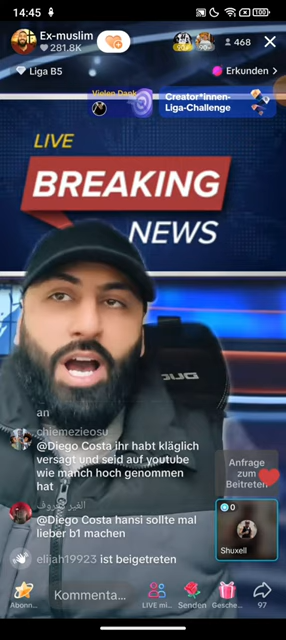 14:45
100
Ex-muslim
281.8K
468
Liga B5
Erkunden
Vielen Dank
Creator*innen-
Liga-Challenge
LIVE
BREAKING
NEWS
an
chiemezieosu
@Diego Costa ihr habt kläglich
versagt und seid auf youtube
wie manch hoch genommen
hat
@Diego Costa hansi sollte mal
lieber b1 machen
elijah19923 ist beigetreten
Anfrage
zum
Beitreten
0
Shuxell
Abonn...
Kommenta...
LIVE mi...
Senden
Gesche...
97